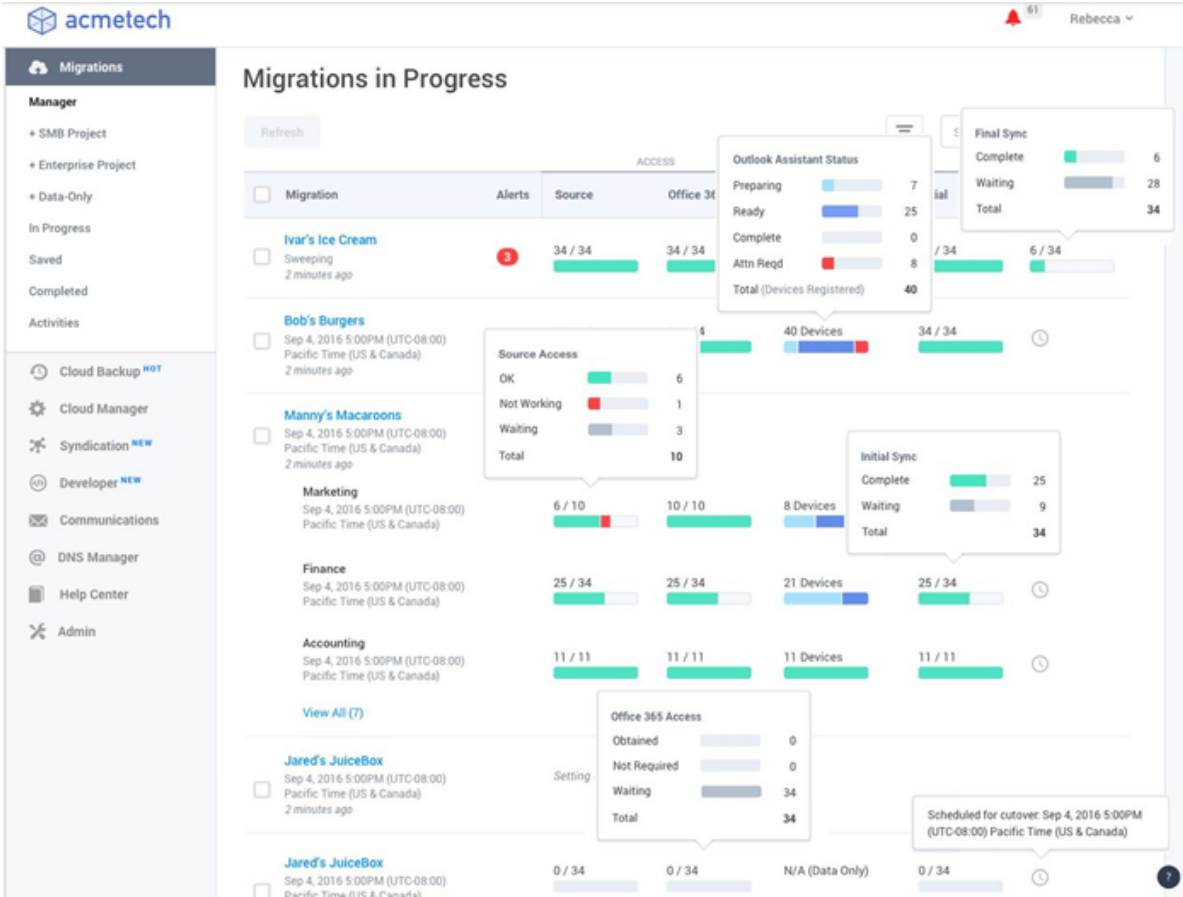 acmetech
61
Rebecca
Migrations
Manager
+ SMB Project
+ Enterprise Project
+ Data-Only
In Progress
Saved
Completed
Activities
Cloud Backup HOT
Cloud Manager
Syndication NEW
Developer NEW
Communications
DNS Manager
Help Center
Admin
Migrations in Progress
Refresh
ACCESS
Migration
Alerts
Source
Office 36
ial
Ivar's Ice Cream
Sweeping
2 minutes ago
3
34 / 34
34 / 34
/ 34
6 / 34
Outlook Assistant Status
Preparing 7
Ready 25
Complete 0
Attn Reqd 8
Total (Devices Registered) 40
Final Sync
Complete 6
Waiting 28
Total 34
Bob's Burgers
Sep 4, 2016 5:00PM (UTC-08:00)
Pacific Time (US & Canada)
2 minutes ago
40 Devices
34 / 34
Source Access
OK 6
Not Working 1
Waiting 3
Total 10
Manny's Macaroons
Sep 4, 2016 5:00PM (UTC-08:00)
Pacific Time (US & Canada)
2 minutes ago
Initial Sync
Complete 25
Waiting 9
Total 34
Marketing
Sep 4, 2016 5:00PM (UTC-08:00)
Pacific Time (US & Canada)
6 / 10
10 / 10
8 Devices
Finance
Sep 4, 2016 5:00PM (UTC-08:00)
Pacific Time (US & Canada)
25 / 34
25 / 34
21 Devices
25 / 34
Accounting
Sep 4, 2016 5:00PM (UTC-08:00)
Pacific Time (US & Canada)
11 / 11
11 / 11
11 Devices
11 / 11
View All (7)
Office 365 Access
Obtained 0
Not Required 0
Waiting 34
Total 34
Jared's JuiceBox
Sep 4, 2016 5:00PM (UTC-08:00)
Pacific Time (US & Canada)
2 minutes ago
Setting
Scheduled for cutover: Sep 4, 2016 5:00PM
(UTC-08:00) Pacific Time (US & Canada)
Jared's JuiceBox
Sep 4, 2016 5:00PM (UTC-08:00)
Pacific Time (US & Canada)
0 / 34
0 / 34
N/A (Data Only)
0 / 34
?